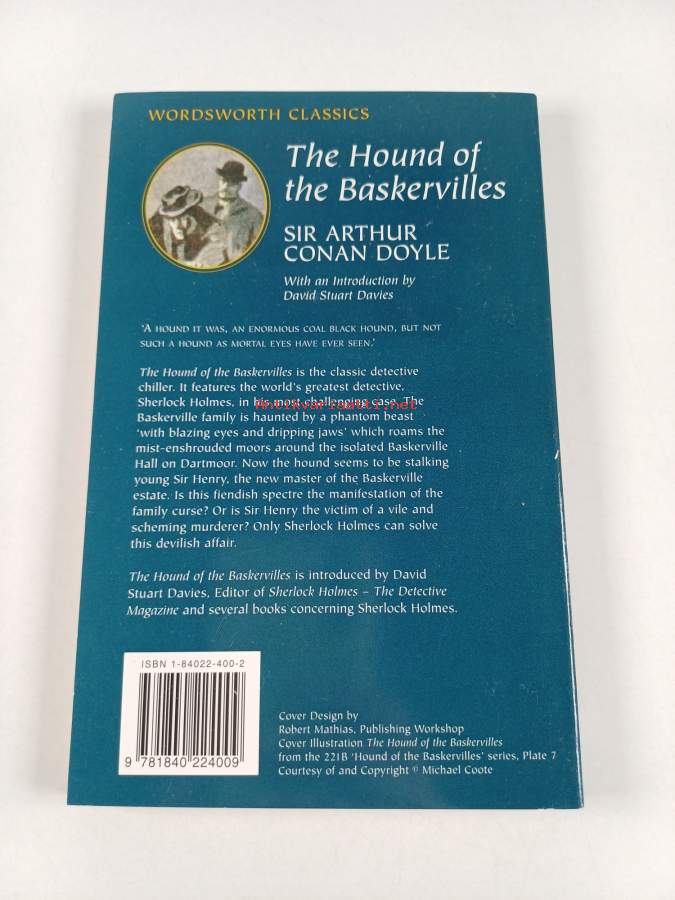 WORDSWORTH CLASSICS
The Hound of
the Baskervilles
SIR ARTHUR
CONAN DOYLE
With an Introduction by
David Stuart Davies
'A HOUND IT WAS, AN ENORMOUS COAL BLACK HOUND, BUT NOT
SUCH A HOUND AS MORTAL EYES HAVE EVER SEEN.'
The Hound of the Baskervilles is the classic detective
chiller. It features the world's greatest detective,
Sherlock Holmes, in his most challenging case. The
Antikvariaatti.net
Baskerville family is haunted by a phantom beast
'with blazing eyes and dripping jaws' which roams the
mist-enshrouded moors around the isolated Baskerville
Hall on Dartmoor. Now the hound seems to be stalking
young Sir Henry, the new master of the Baskerville
estate. Is this fiendish spectre the manifestation of the
family curse? Or is Sir Henry the victim of a vile and
scheming murderer? Only Sherlock Holmes can solve
this devilish affair.
The Hound of the Baskervilles is introduced by David
Stuart Davies, Editor of Sherlock Holmes – The Detective
Magazine and several books concerning Sherlock Holmes.
ISBN 1-84022-400-2
9 781840 224009
Cover Design by
Robert Mathias, Publishing Workshop
Cover Illustration The Hound of the Baskervilles
from the 221B 'Hound of the Baskervilles' series, Plate 7
Courtesy of and Copyright © Michael Coote